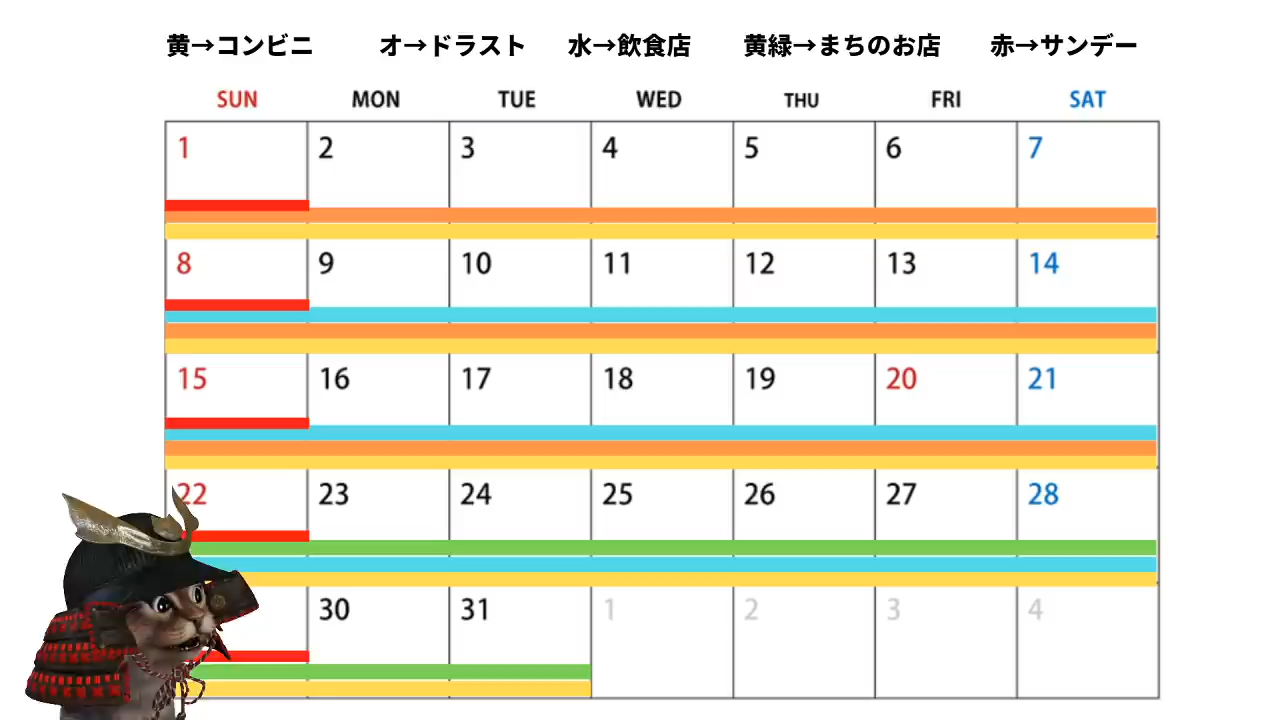 黄→コンビニ オ→ドラスト 水→飲食店 黄緑→まちのお店 赤→サンデー
SUN MON TUE WED THU FRI SAT
1 2 3 4 5 6 7
8 9 10 11 12 13 14
15 16 17 18 19 20 21
22 23 24 25 26 27 28
30 31 1 2 3 4